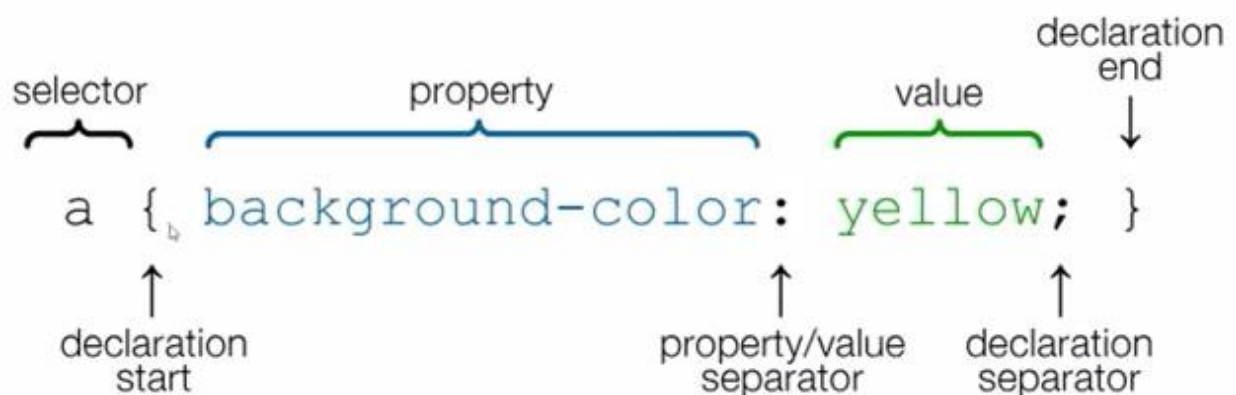 declaration
end
selector property value
a { background-color: yellow; }
declaration
start
property/value
separator
declaration
separator